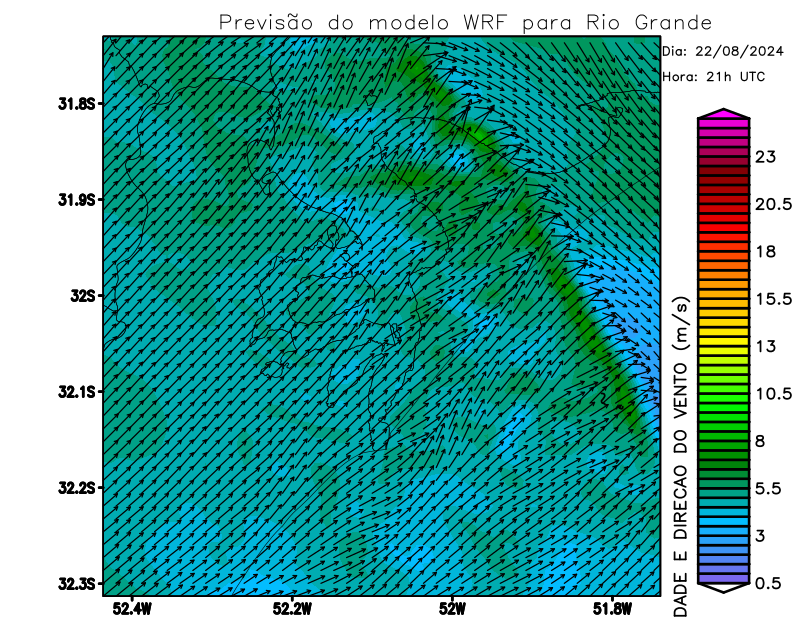 Previsão do modelo WRF para Rio Grande
Dia: 22/08/2024
Hora: 21h UTC
31.8S
31.9S
32S
32.1S
32.2S
32.3S
52.4W
52.2W
52W
51.8W
DADE E DIRECAO DO VENTO (m/s)
23
20.5
18
15.5
13
10.5
8
5.5
3
0.5